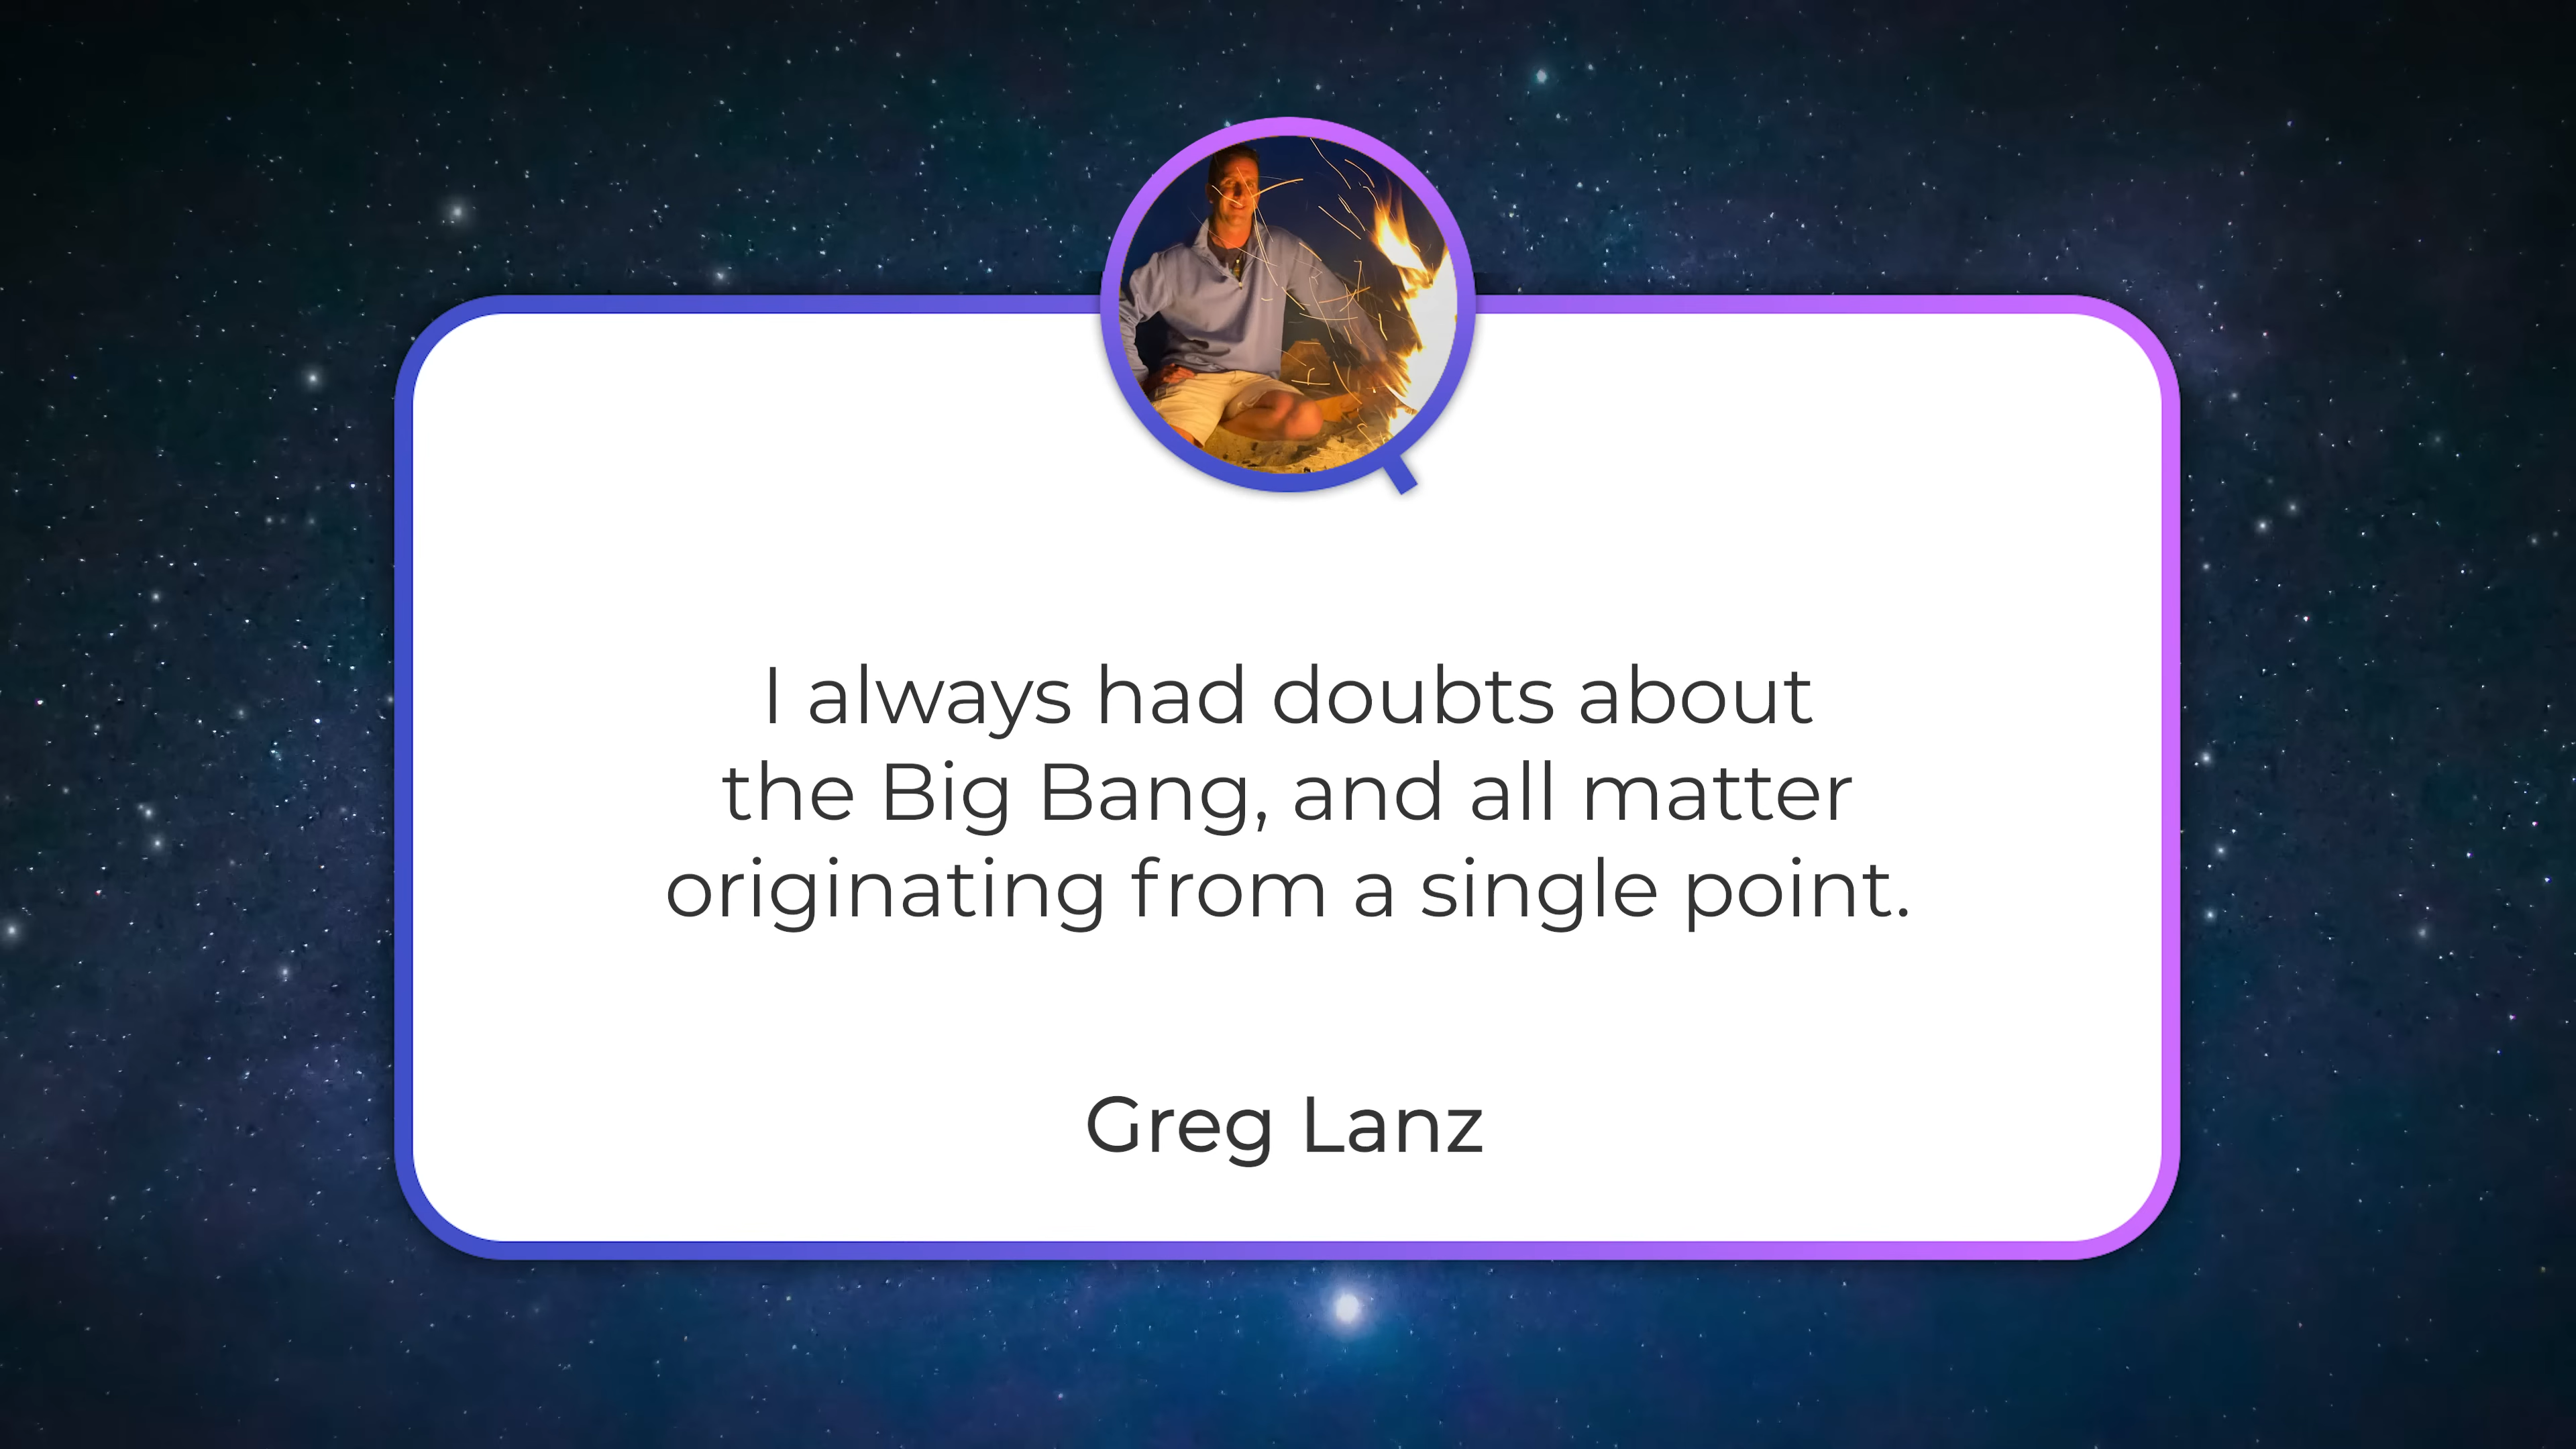 I always had doubts about
the Big Bang, and all matter
originating from a single point.
Greg Lanz